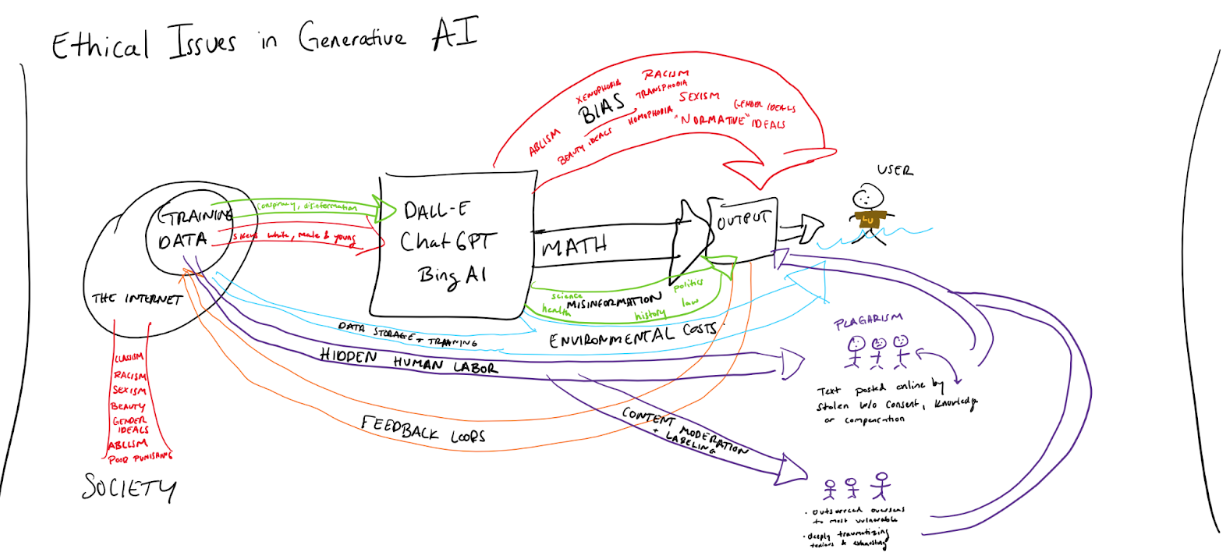 Ethical Issues in Generative AI
XENOPHOBIA
RACISM
TRANSPHOBIA
BIAS
SEXISM
GENDER IDEALS
ABLISM
HOMOPHOBIA
"NORMATIVE" IDEALS
BEAUTY IDEALS
USER
LU
TRAINING
DATA
conspiracy, disinformation
skews white, male & young
DALL-E
ChatGPT
Bing AI
MATH
OUTPUT
THE INTERNET
science
politics
MISINFORMATION
health
history
law
DATA STORAGE + TRAINING
ENVIRONMENTAL COSTS
HIDDEN HUMAN LABOR
FEEDBACK LOOPS
CONTENT MODERATION
+ LABELING
PLAGARISM
Text posted online by
Stolen w/o Consent, Knowledge
or compensation
CLASSISM
RACISM
SEXISM
BEAUTY
GENDER
IDEALS
ABLISM
POOR PUNISHING
SOCIETY
• Outsourced overseas
to most vulnerable
• deeply traumatizing
tedious & exhausting